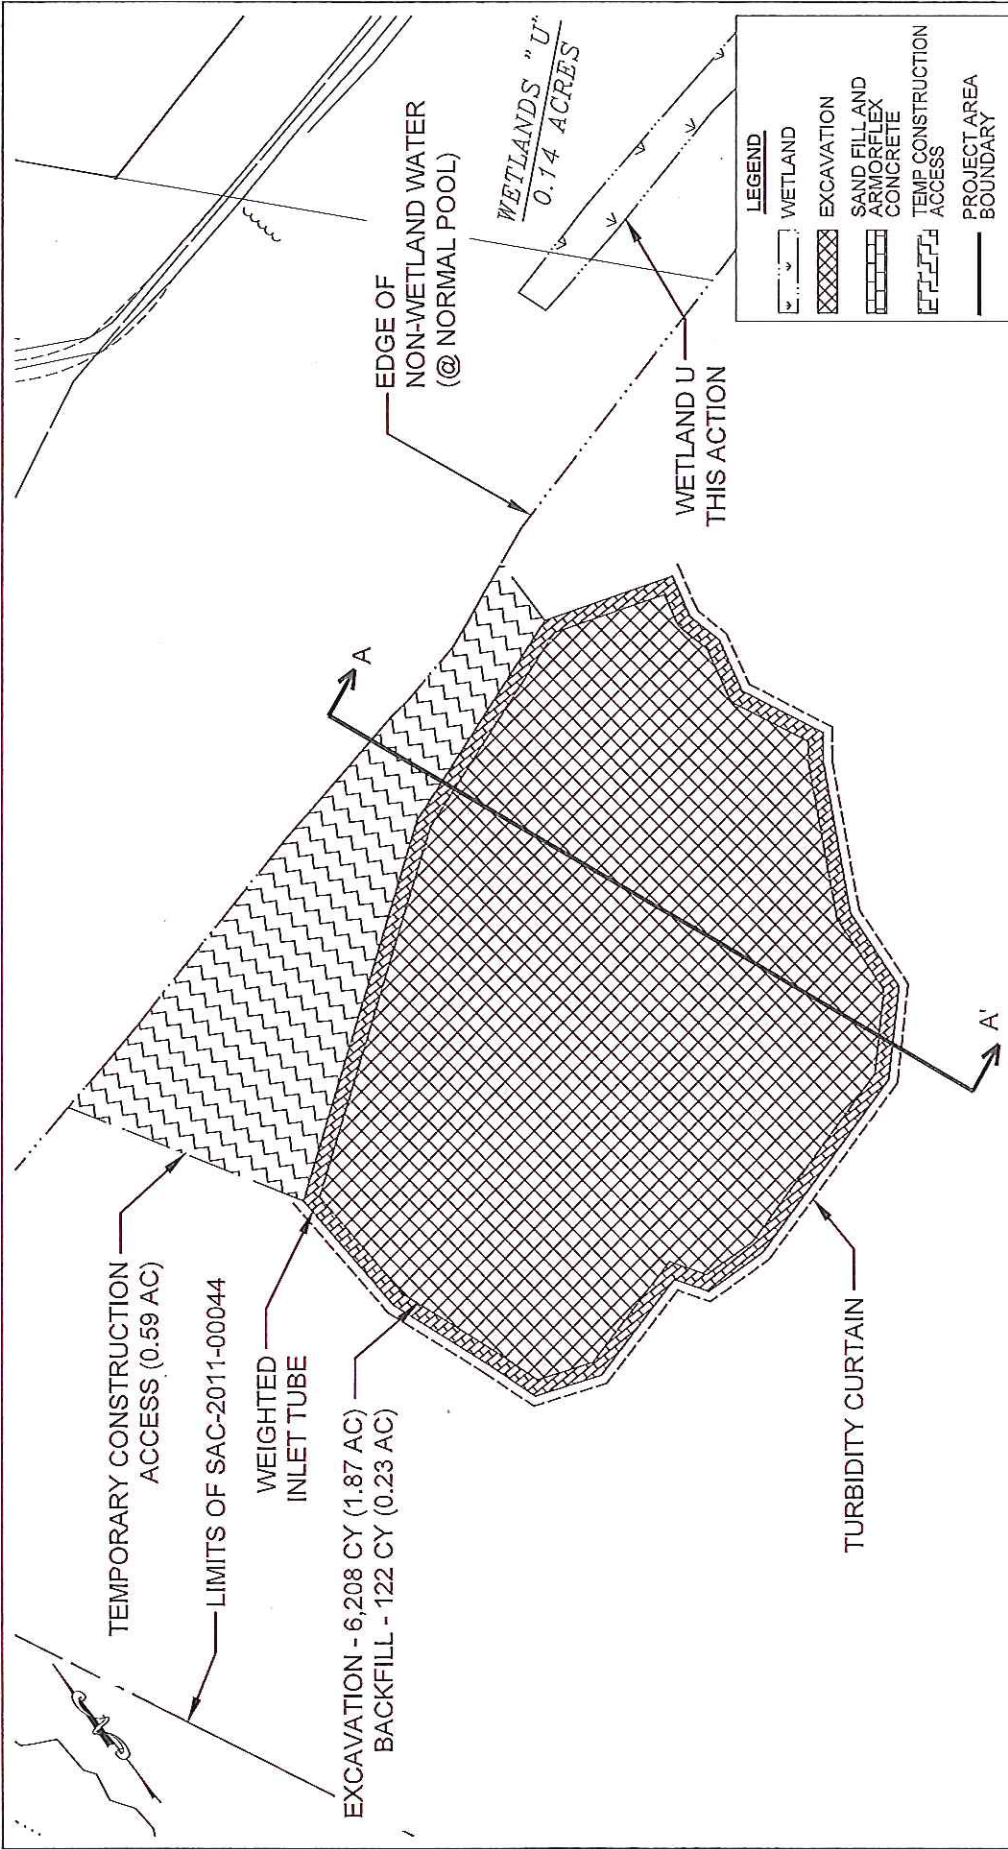 TEMPORARY CONSTRUCTION
ACCESS (0.59 AC)
LIMITS OF SAC-2011-00044
WEIGHTED
INLET TUBE
EXCAVATION - 6,208 CY (1.87 AC)
BACKFILL - 122 CY (0.23 AC)
TURBIDITY CURTAIN
A
A'
EDGE OF
NON-WETLAND WATER
(@ NORMAL POOL)
WETLANDS "U"
0.14 ACRES
WETLAND U
THIS ACTION
LEGEND
WETLAND
EXCAVATION
SAND FILL AND
ARMORFLEX
CONCRETE
TEMP CONSTRUCTION
ACCESS
PROJECT AREA
BOUNDARY